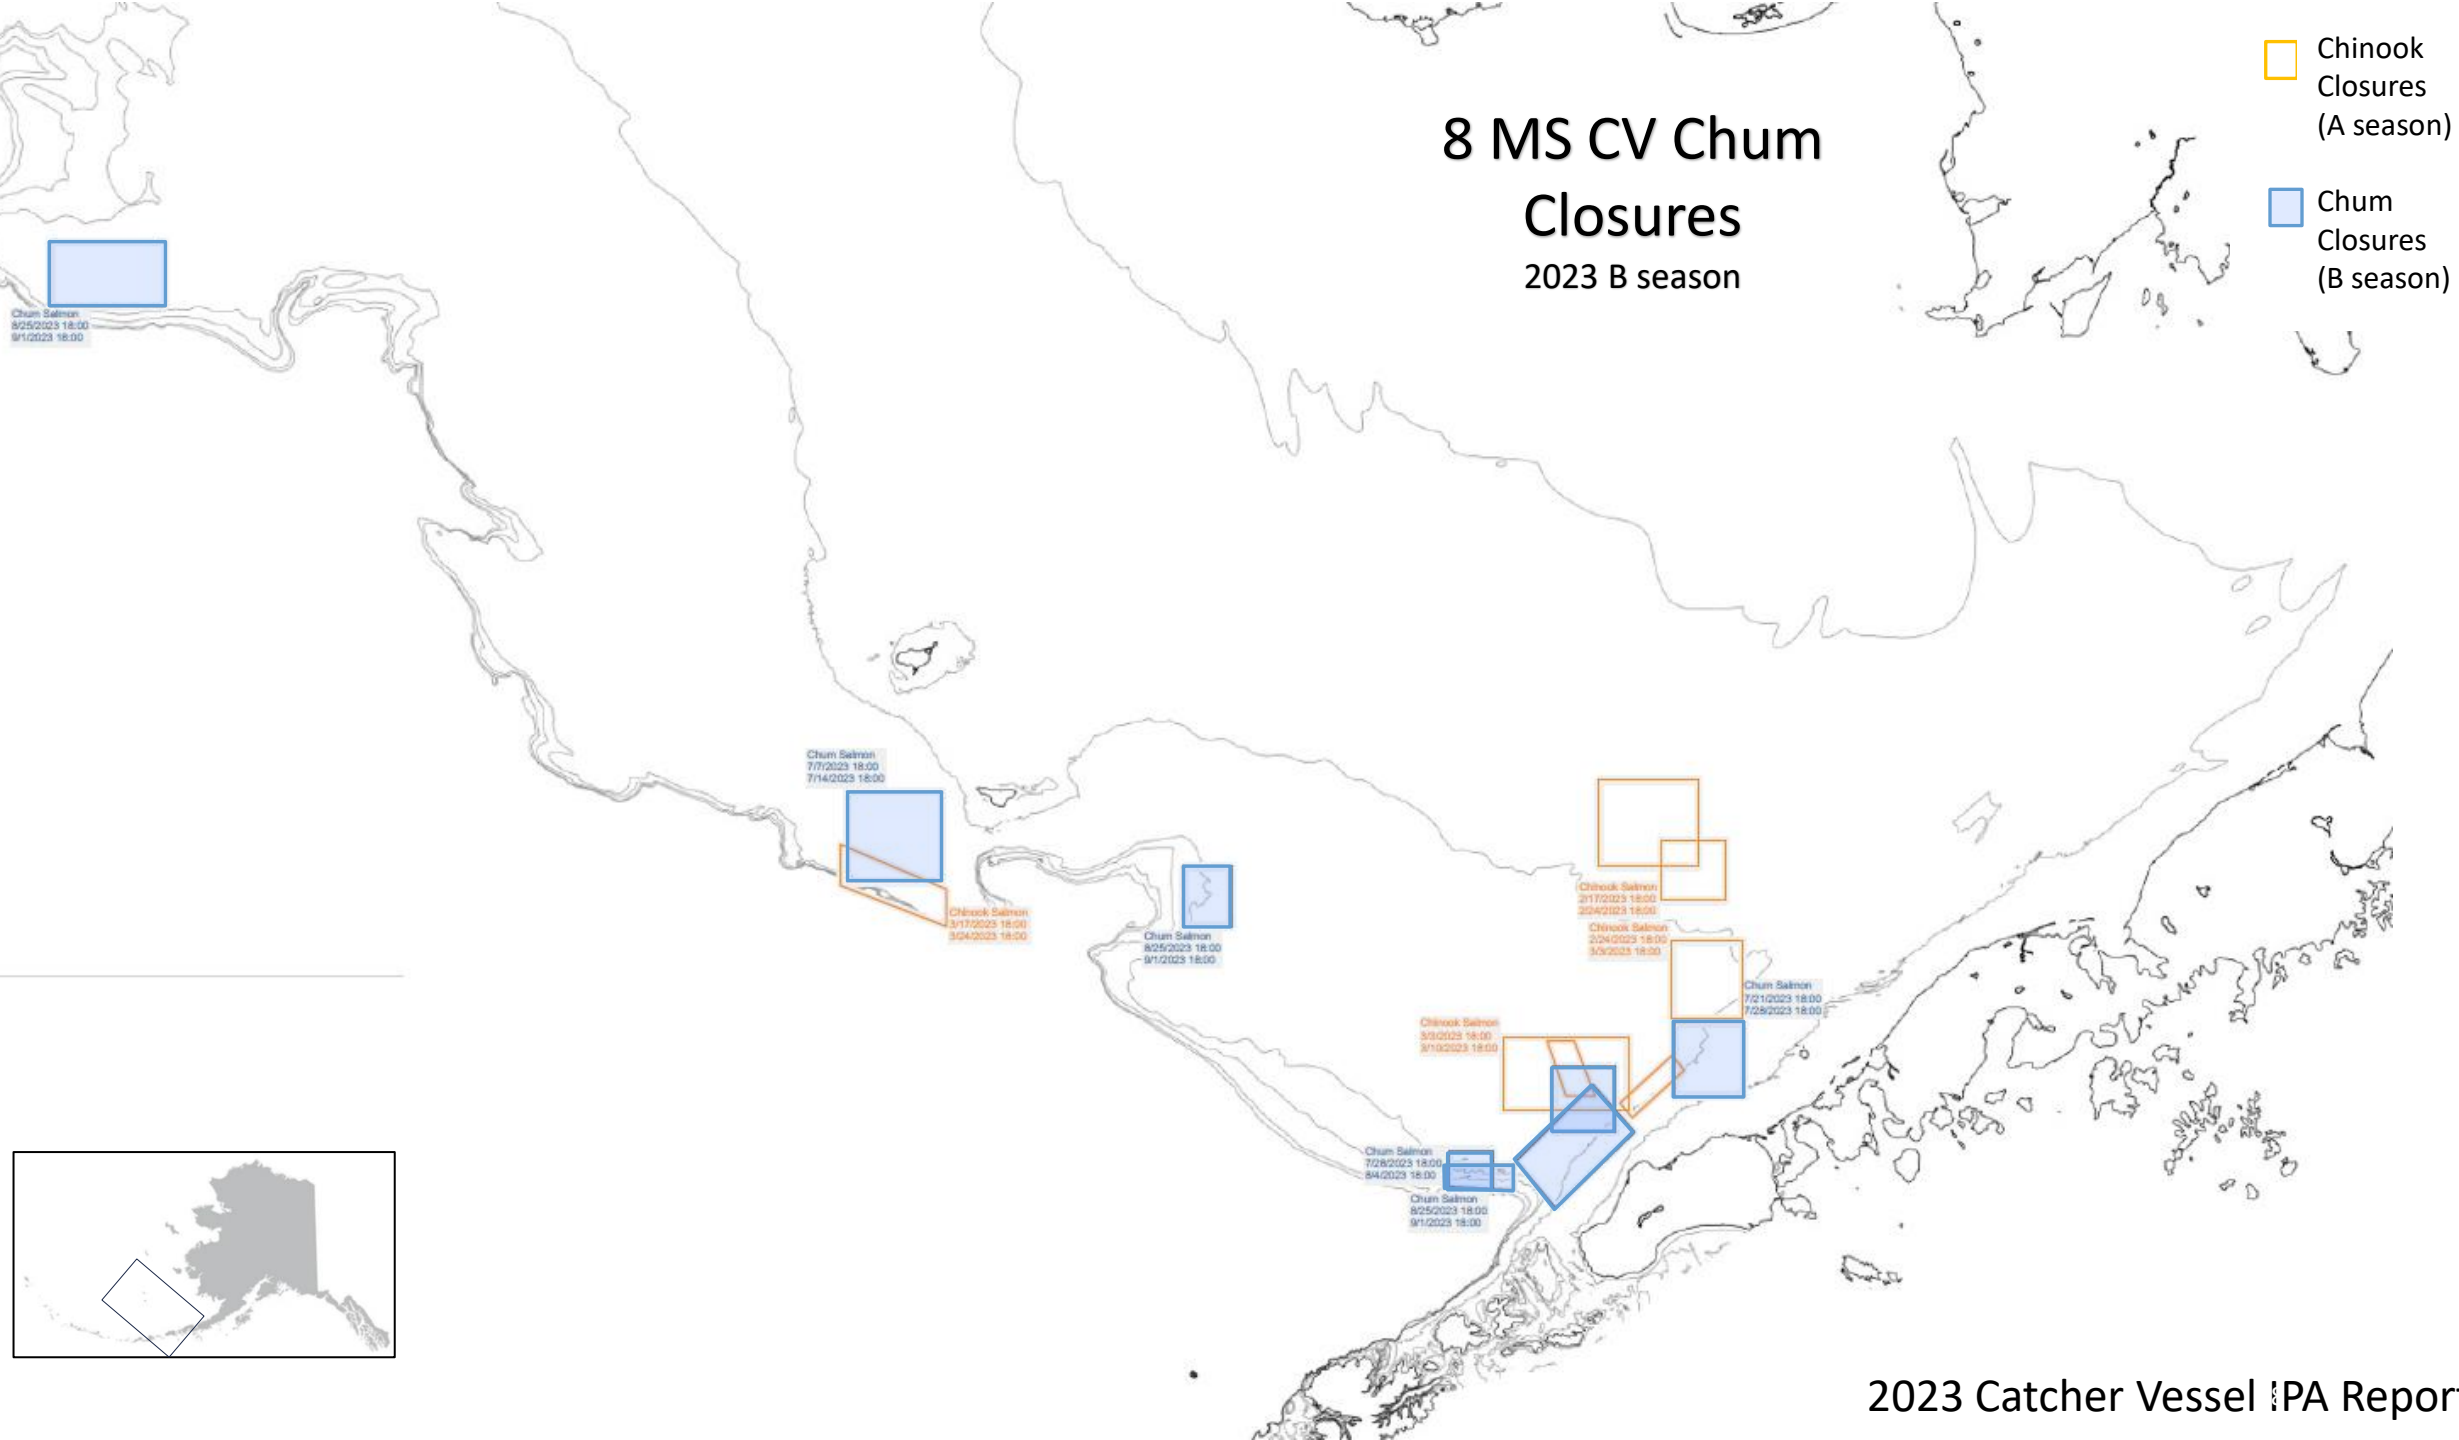 Chinook
Closures
(A season)
8 MS CV Chum
Closures
2023 B season
Chum
Closures
(B season)
Chum Salmon
8/25/2023 18:00
9/1/2023 18:00
Chum Salmon
7/7/2023 18:00
7/14/2023 18:00
Chinook Salmon
3/17/2023 18:00
3/24/2023 18:00
Chum Salmon
8/25/2023 18:00
9/1/2023 18:00
Chinook Salmon
2/17/2023 18:00
2/24/2023 18:00
Chinook Salmon
2/24/2023 18:00
3/3/2023 18:00
Chum Salmon
7/21/2023 18:00
7/28/2023 18:00
Chinook Salmon
3/3/2023 18:00
3/10/2023 18:00
Chum Salmon
7/28/2023 18:00
8/4/2023 18:00
Chum Salmon
8/25/2023 18:00
9/1/2023 18:00
2023 Catcher Vessel IPA Repor